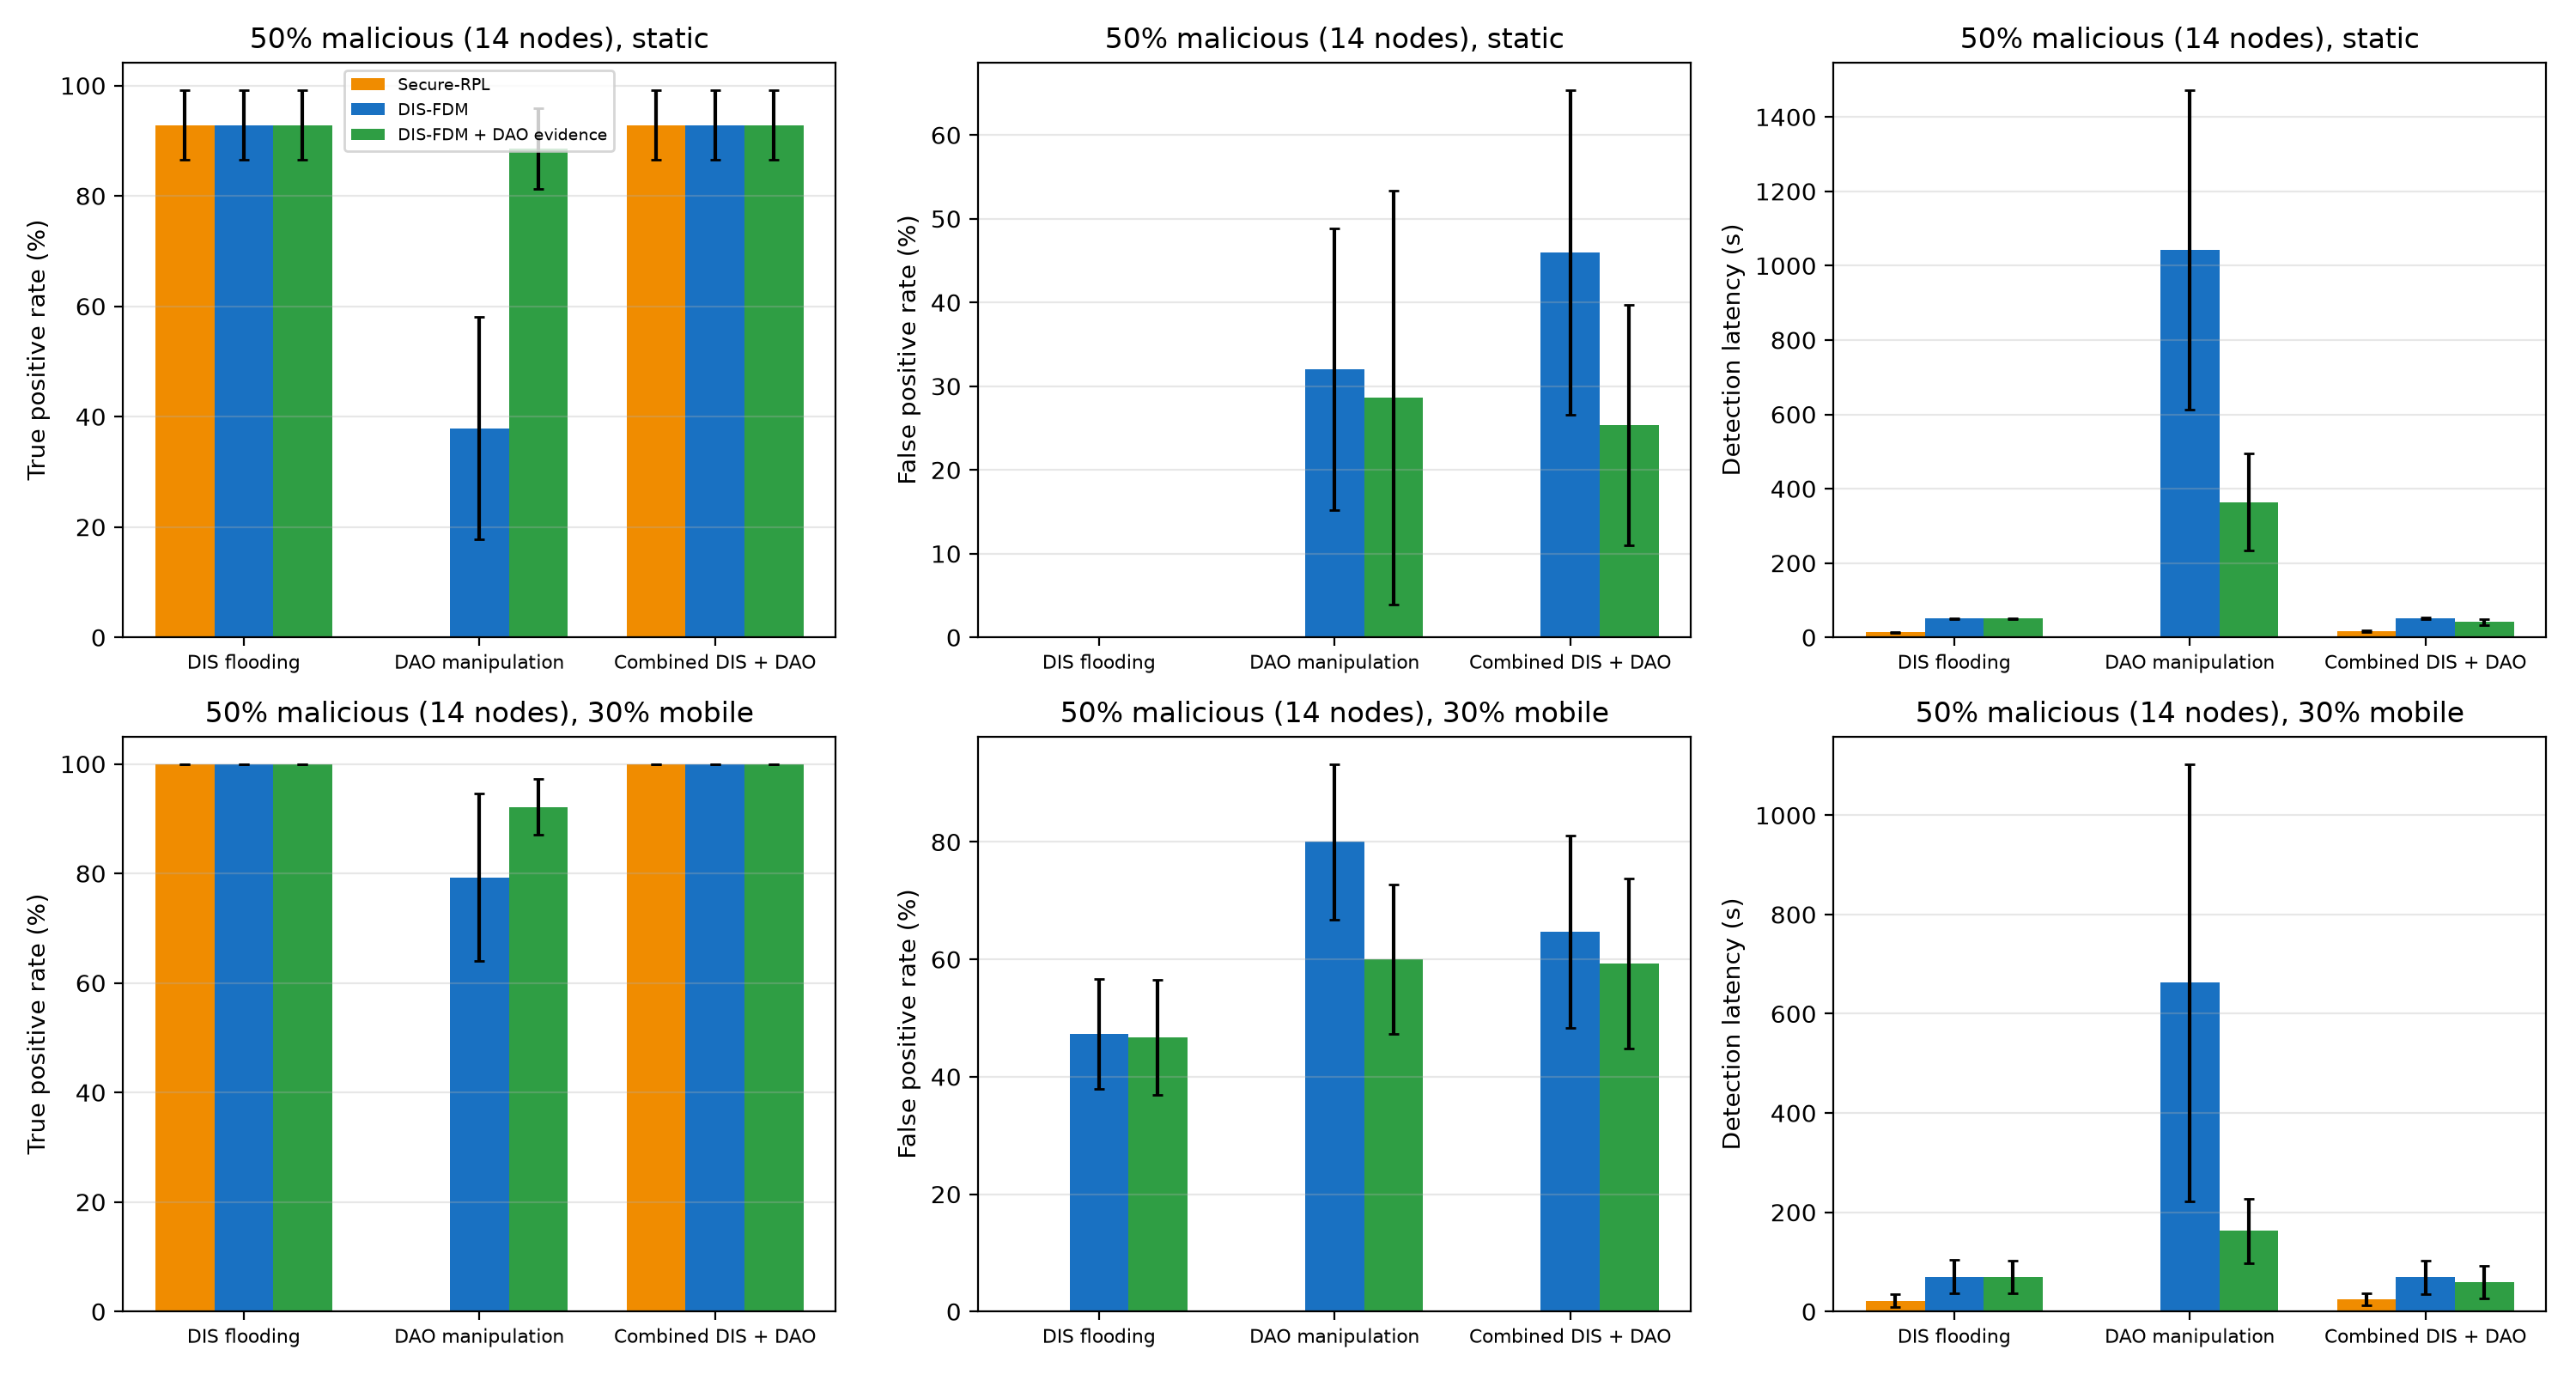 50% malicious (14 nodes), static
True positive rate (%)
100
80
60
40
20
0
Secure-RPL
DIS-FDM
DIS-FDM + DAO evidence
DIS flooding
DAO manipulation
Combined DIS + DAO
50% malicious (14 nodes), static
False positive rate (%)
60
50
40
30
20
10
0
DIS flooding
DAO manipulation
Combined DIS + DAO
50% malicious (14 nodes), static
Detection latency (s)
1400
1200
1000
800
600
400
200
0
DIS flooding
DAO manipulation
Combined DIS + DAO
50% malicious (14 nodes), 30% mobile
True positive rate (%)
100
80
60
40
20
0
DIS flooding
DAO manipulation
Combined DIS + DAO
50% malicious (14 nodes), 30% mobile
False positive rate (%)
80
60
40
20
0
DIS flooding
DAO manipulation
Combined DIS + DAO
50% malicious (14 nodes), 30% mobile
Detection latency (s)
1000
800
600
400
200
0
DIS flooding
DAO manipulation
Combined DIS + DAO